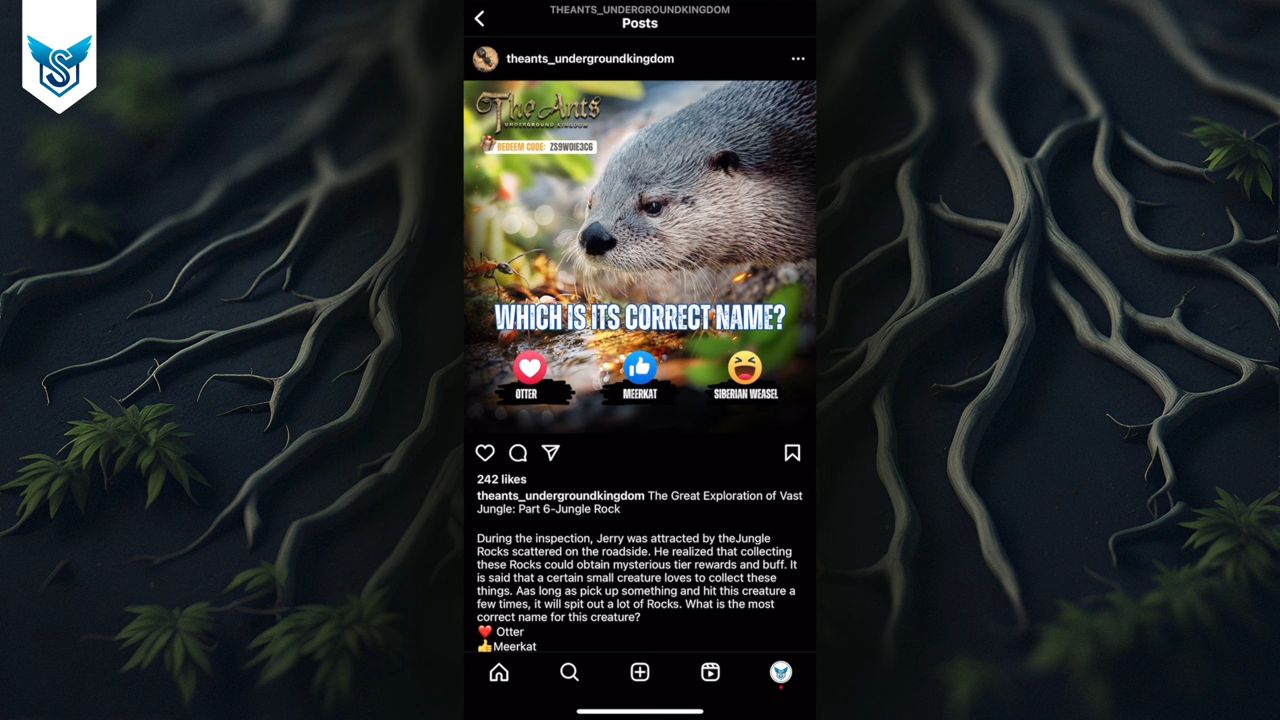 THEANTS_UNDERGROUNDKINGDOM
Posts
theants_undergroundkingdom
The Ants
UNDERGROUND KINGDOM
REDEEM CODE: ZS9WOIE3C6
WHICH IS ITS CORRECT NAME?
OTTER MEERKAT SIBERIAN WEASEL
242 likes
theants_undergroundkingdom The Great Exploration of Vast
Jungle: Part 6-Jungle Rock
During the inspection, Jerry was attracted by theJungle
Rocks scattered on the roadside. He realized that collecting
these Rocks could obtain mysterious tier rewards and buff. It
is said that a certain small creature loves to collect these
things. Aas long as pick up something and hit this creature a
few times, it will spit out a lot of Rocks. What is the most
correct name for this creature?
❤️ Otter
👍Meerkat